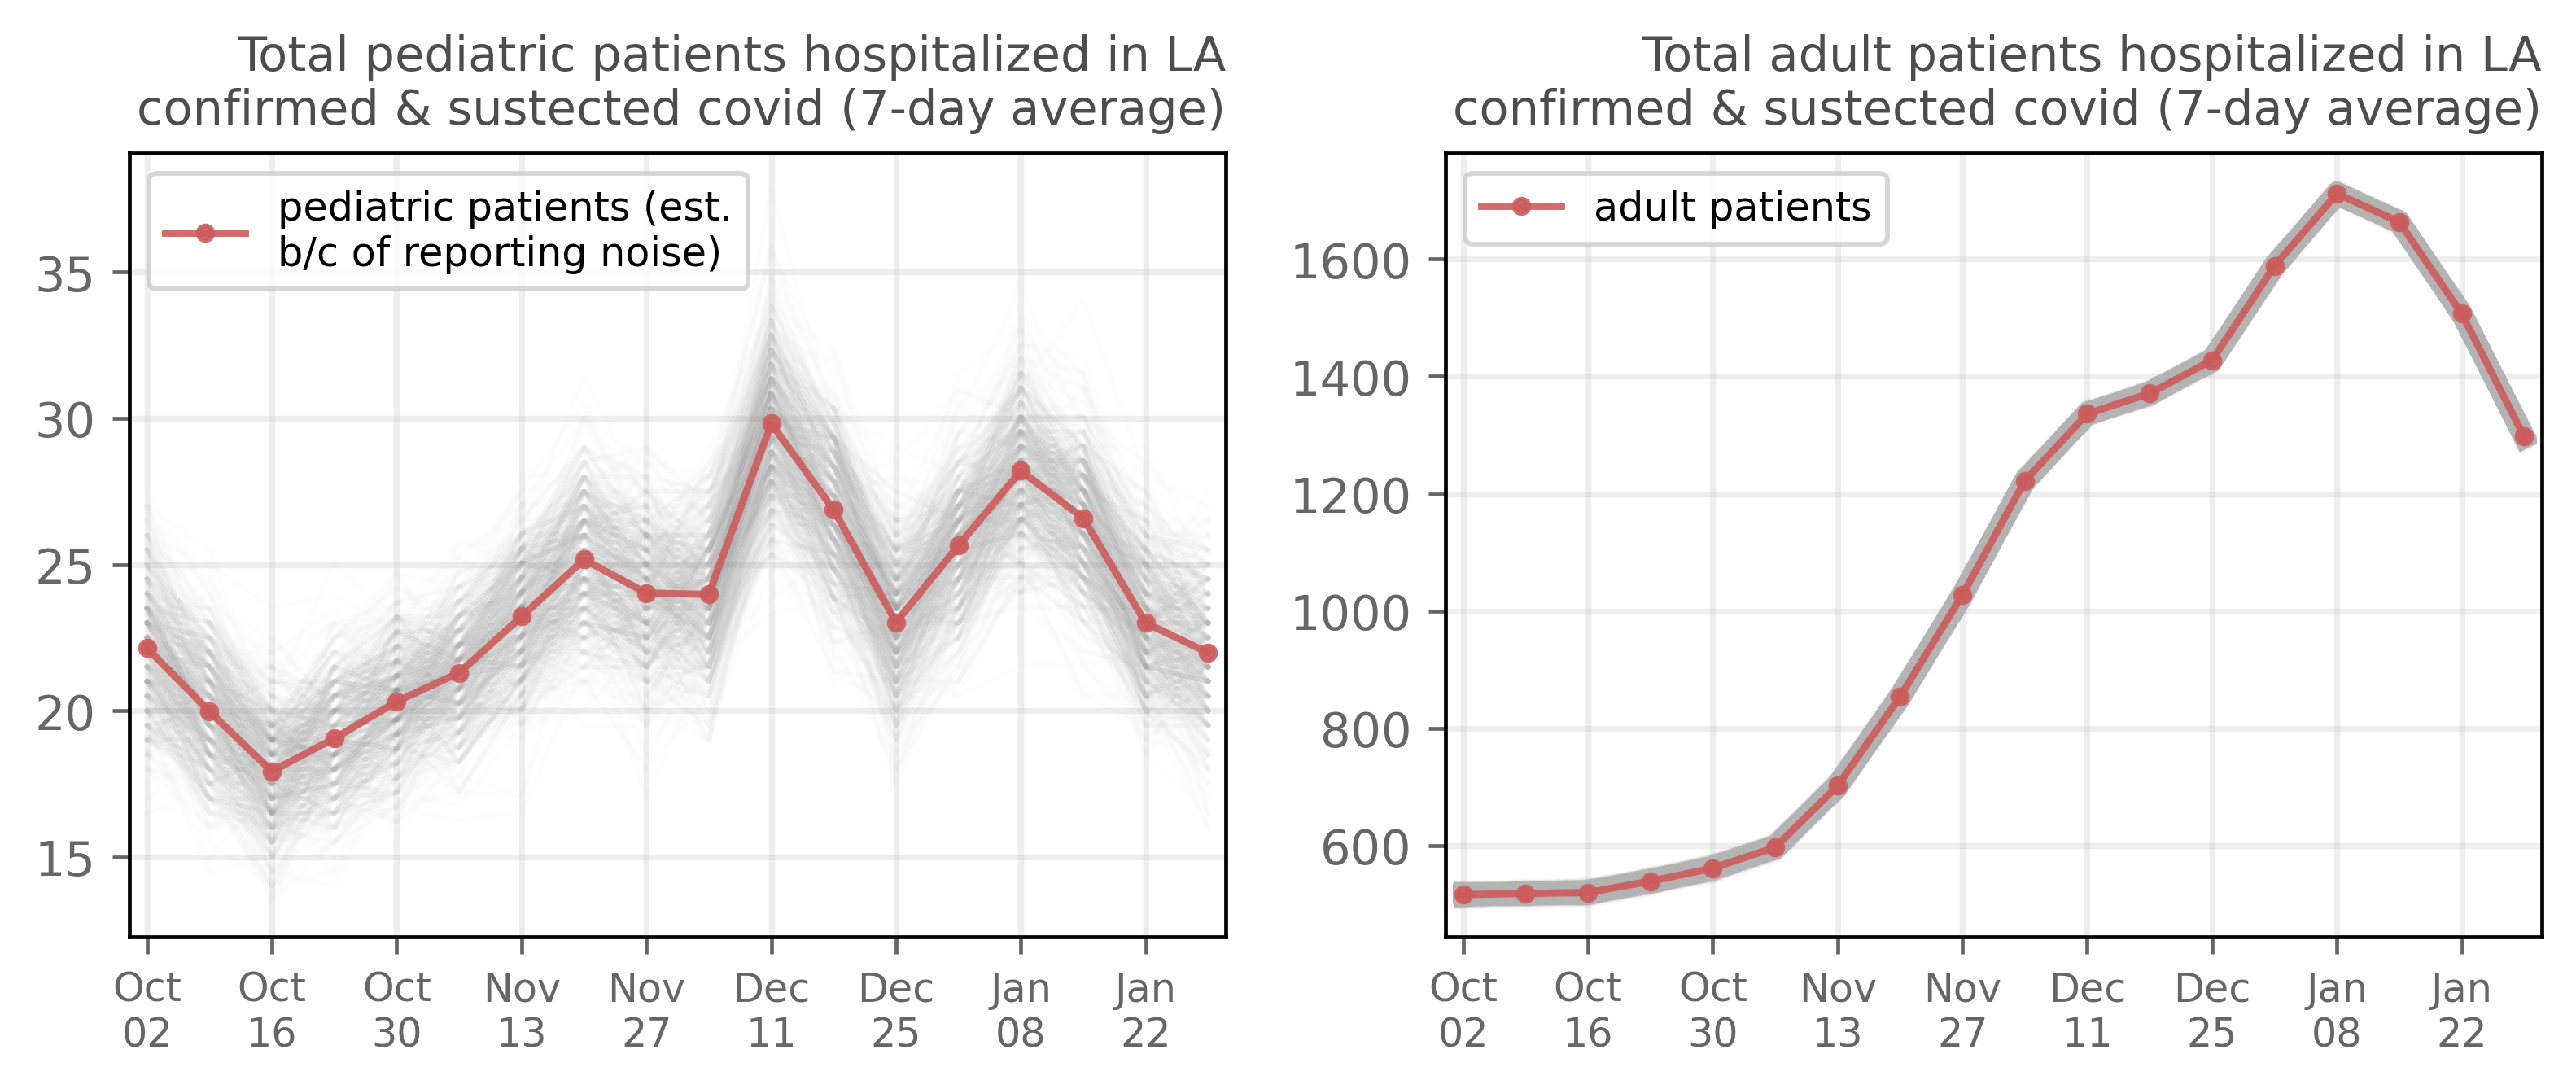 Total pediatric patients hospitalized in LA
confirmed & sustected covid (7-day average)
pediatric patients (est.
b/c of reporting noise)
35
30
25
20
15
Oct Oct Oct Nov Nov Dec Dec Jan Jan
02 16 30 13 27 11 25 08 22
Total adult patients hospitalized in LA
confirmed & sustected covid (7-day average)
adult patients
1600
1400
1200
1000
800
600
Oct Oct Oct Nov Nov Dec Dec Jan Jan
02 16 30 13 27 11 25 08 22